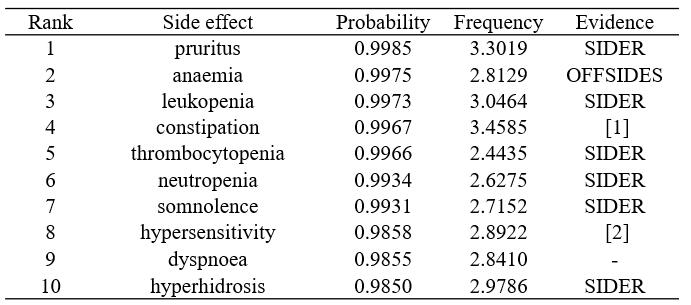 Rank Side effect Probability Frequency Evidence
1 pruritus 0.9985 3.3019 SIDER
2 anaemia 0.9975 2.8129 OFFSIDES
3 leukopenia 0.9973 3.0464 SIDER
4 constipation 0.9967 3.4585 [1]
5 thrombocytopenia 0.9966 2.4435 SIDER
6 neutropenia 0.9934 2.6275 SIDER
7 somnolence 0.9931 2.7152 SIDER
8 hypersensitivity 0.9858 2.8922 [2]
9 dyspnoea 0.9855 2.8410 -
10 hyperhidrosis 0.9850 2.9786 SIDER